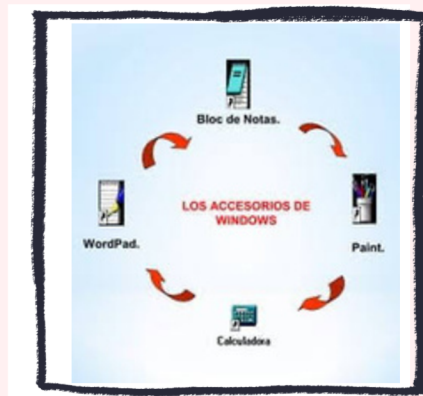 Bloc de Notas.
LOS ACCESORIOS DE
WINDOWS
WordPad.
Paint.
Calculadora